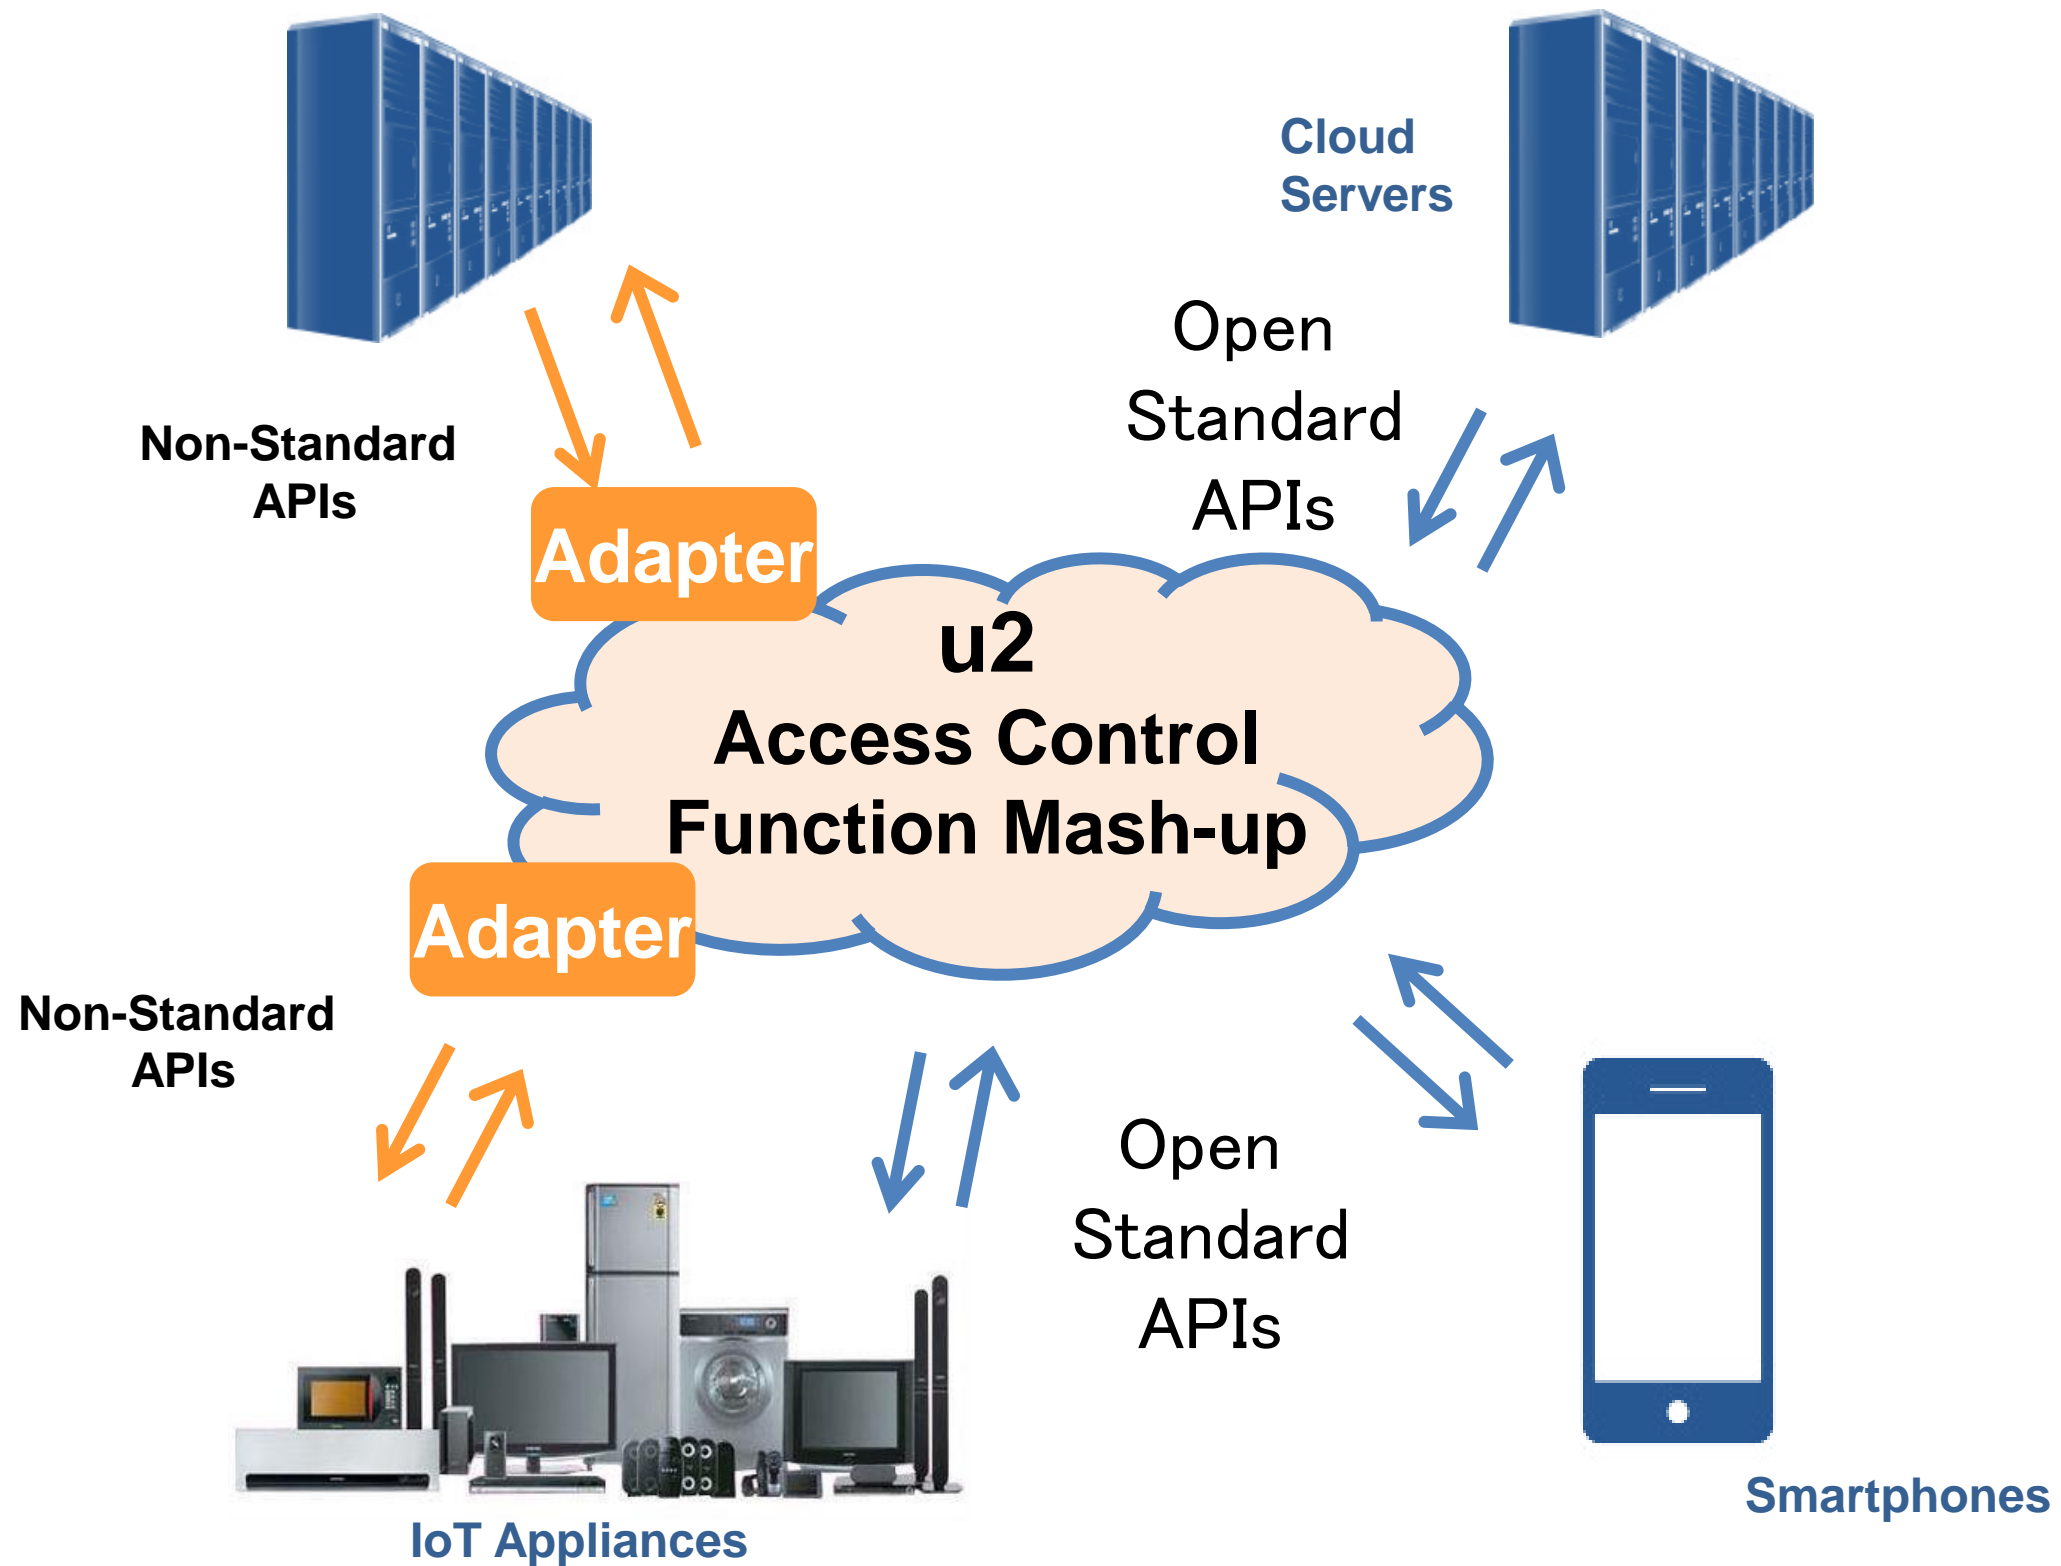 Cloud
Servers
Open
Standard
APIs
Non-Standard
APIs
Adapter
u2
Access Control
Function Mash-up
Adapter
Non-Standard
APIs
Open
Standard
APIs
Smartphones
IoT Appliances